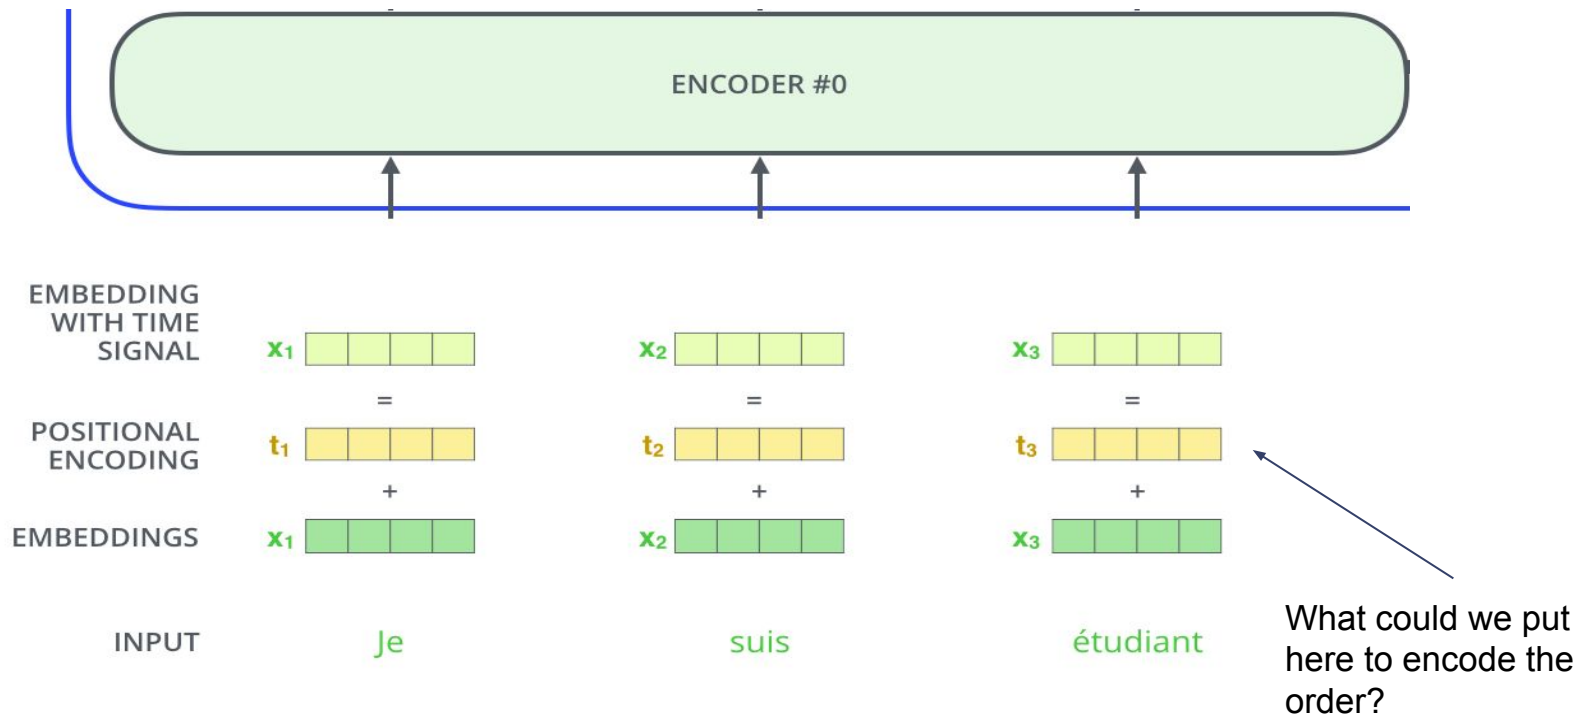 ENCODER #0
EMBEDDING
WITH TIME
SIGNAL
x₁ x₂ x₃
= = =
POSITIONAL
ENCODING
t₁ t₂ t₃
+ + +
EMBEDDINGS x₁ x₂ x₃
INPUT Je suis étudiant
What could we put
here to encode the
order?